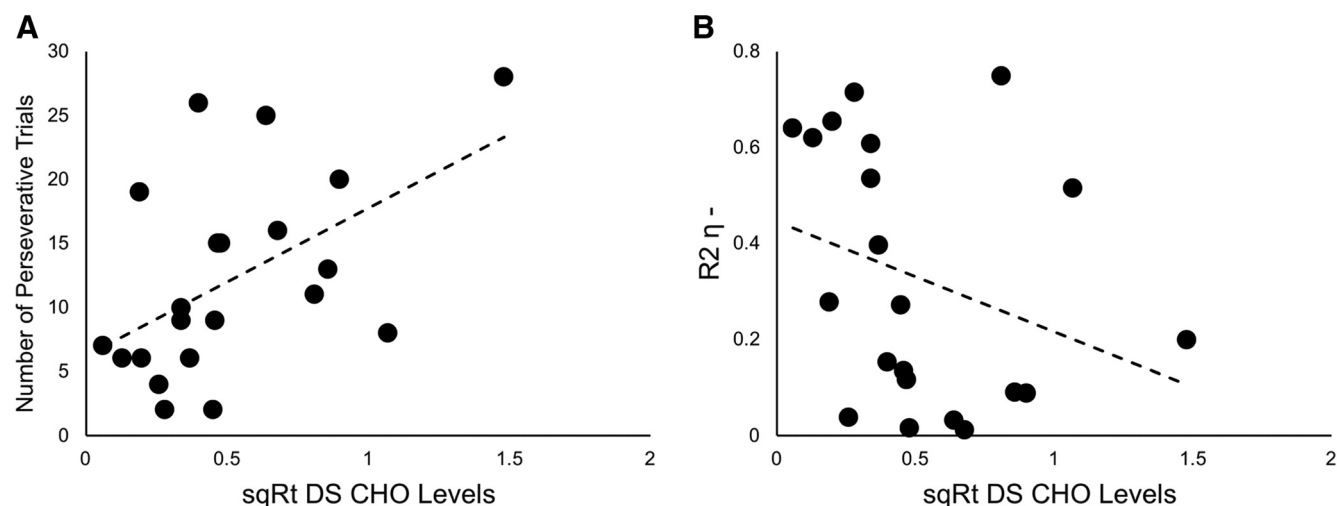 A
30
25
20
15
10
5
0
Number of Perseverative Trials
0 0.5 1 1.5 2
sqRt DS CHO Levels
B
0.8
0.6
0.4
0.2
0
R2 η -
0 0.5 1 1.5 2
sqRt DS CHO Levels